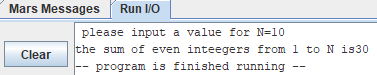 Mars Messages Run I/O
please input a value for N=10
the sum of even inteegers from 1 to N is30
Clear
-- program is finished running --